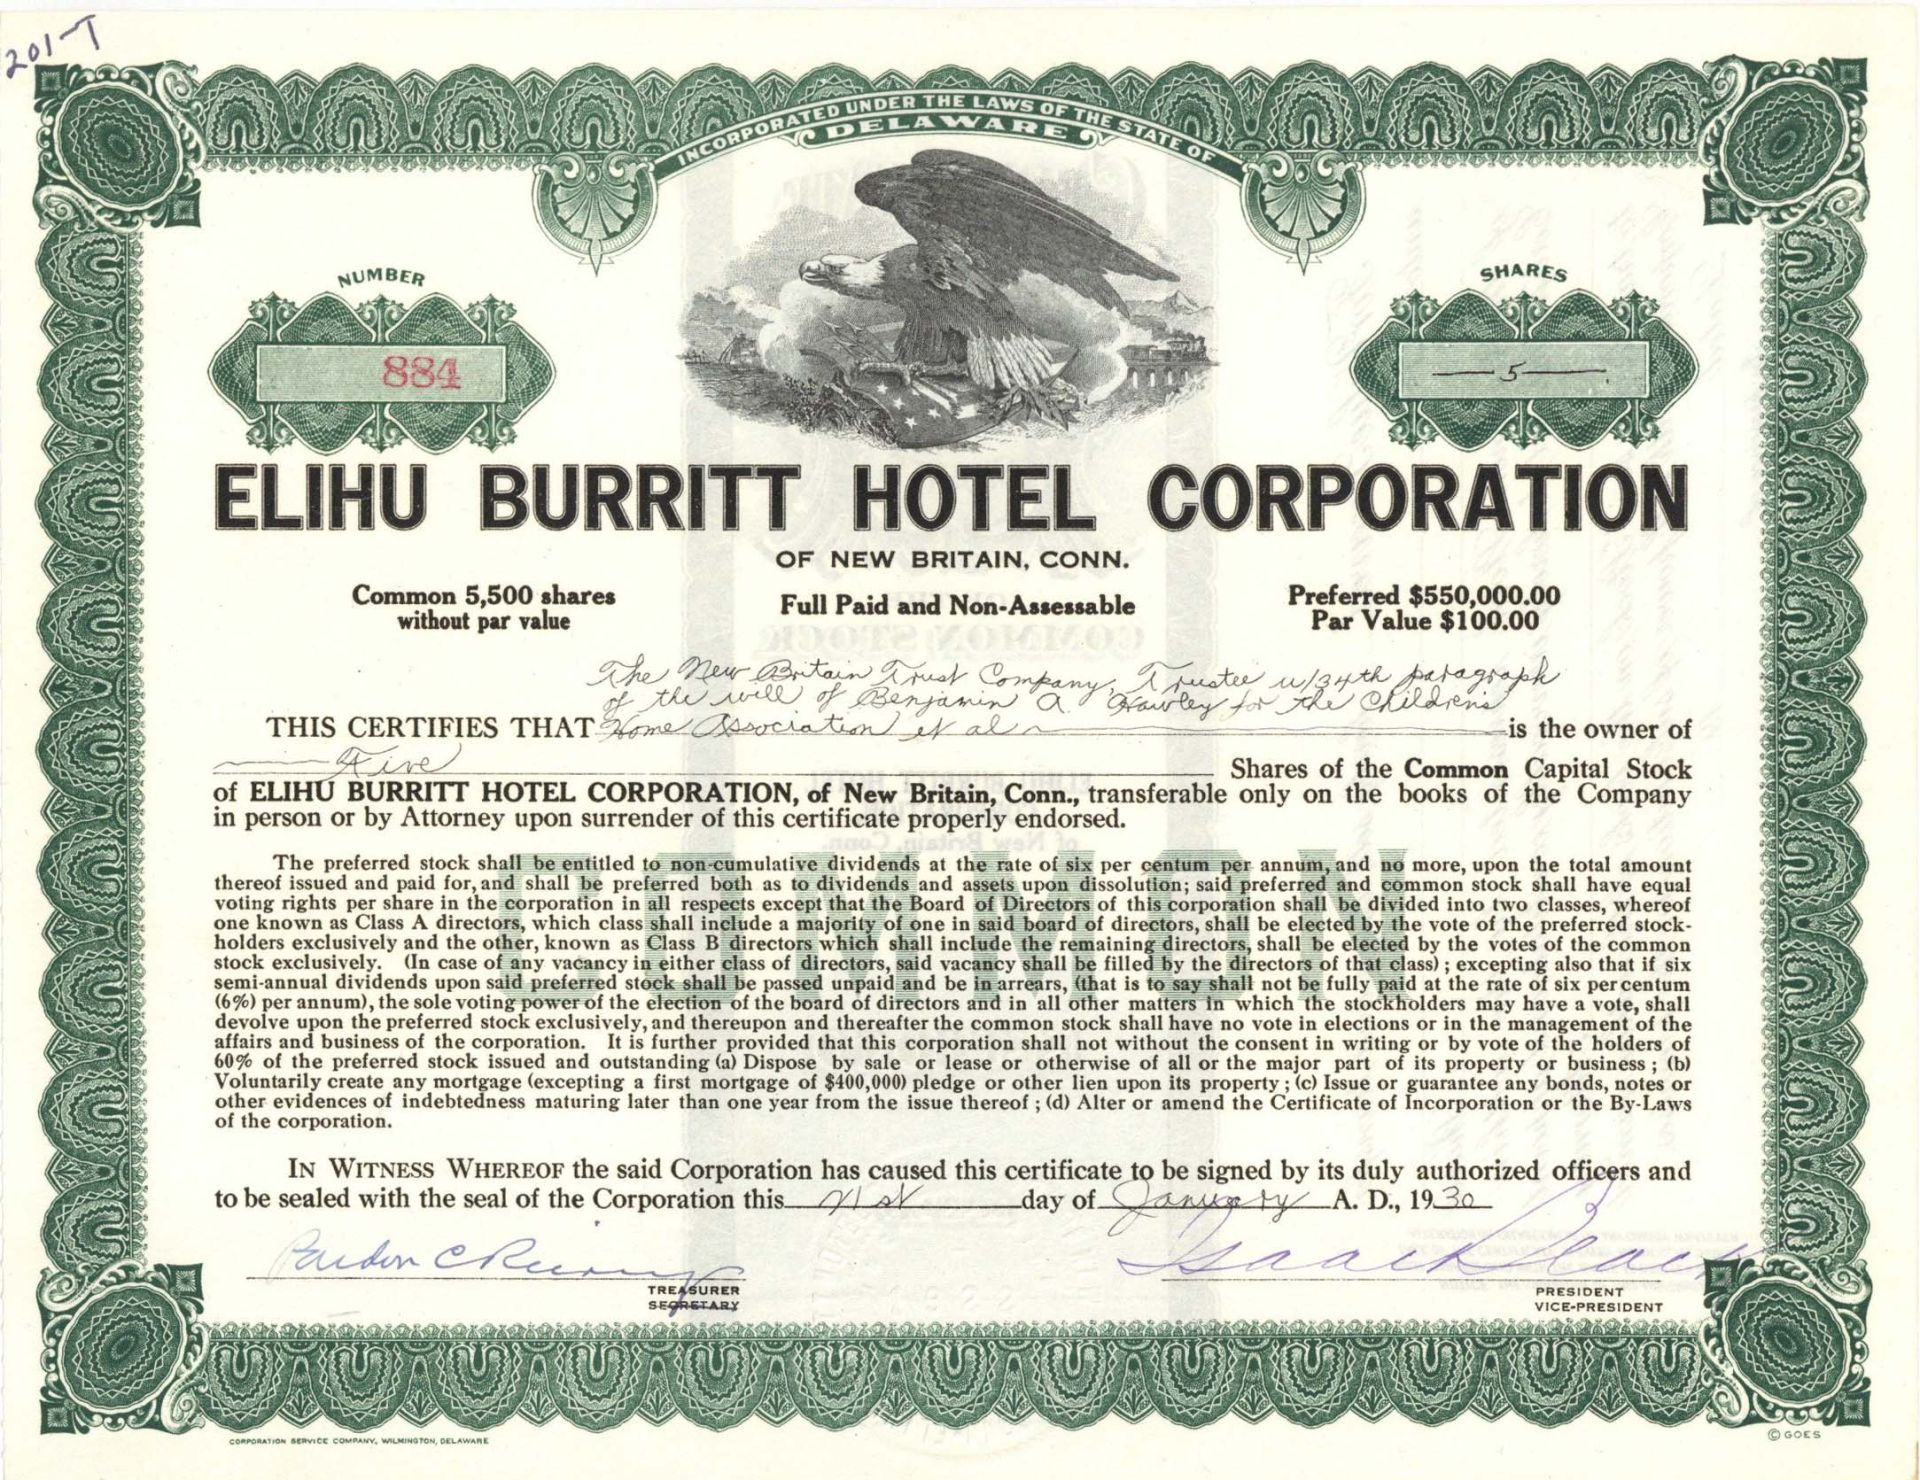 201-T
INCORPORATED UNDER THE LAWS OF THE STATE OF
DELAWARE
NUMBER
884
SHARES
5
ELIHU BURRITT HOTEL CORPORATION
OF NEW BRITAIN, CONN.
Common 5,500 shares
without par value
Full Paid and Non-Assessable
Preferred $550,000.00
Par Value $100.00
The New Britain Trust Company, Trustee u/34th paragraph
of the will of Benjamin A. Hawley for the Children's
THIS CERTIFIES THAT Home Association et al is the owner of
Five Shares of the Common Capital Stock
of ELIHU BURRITT HOTEL CORPORATION, of New Britain, Conn., transferable only on the books of the Company
in person or by Attorney upon surrender of this certificate properly endorsed.
COMMON
The preferred stock shall be entitled to non-cumulative dividends at the rate of six per centum per annum, and no more, upon the total amount
thereof issued and paid for, and shall be preferred both as to dividends and assets upon dissolution; said preferred and common stock shall have equal
voting rights per share in the corporation in all respects except that the Board of Directors of this corporation shall be divided into two classes, whereof
one known as Class A directors, which class shall include a majority of one in said board of directors, shall be elected by the vote of the preferred stock-
holders exclusively and the other, known as Class B directors which shall include the remaining directors, shall be elected by the votes of the common
stock exclusively. (In case of any vacancy in either class of directors, said vacancy shall be filled by the directors of that class) ; excepting also that if six
semi-annual dividends upon said preferred stock shall be passed unpaid and be in arrears, (that is to say shall not be fully paid at the rate of six per centum
(6%) per annum), the sole voting power of the election of the board of directors and in all other matters in which the stockholders may have a vote, shall
devolve upon the preferred stock exclusively, and thereupon and thereafter the common stock shall have no vote in elections or in the management of the
affairs and business of the corporation. It is further provided that this corporation shall not without the consent in writing or by vote of the holders of
60% of the preferred stock issued and outstanding (a) Dispose by sale or lease or otherwise of all or the major part of its property or business ; (b)
Voluntarily create any mortgage (excepting a first mortgage of $400,000) pledge or other lien upon its property ; (c) Issue or guarantee any bonds, notes or
other evidences of indebtedness maturing later than one year from the issue thereof ; (d) Alter or amend the Certificate of Incorporation or the By-Laws
of the corporation.
IN WITNESS WHEREOF the said Corporation has caused this certificate to be signed by its duly authorized officers and
to be sealed with the seal of the Corporation this 21st day of January A. D., 1930
Isaac Black
TREASURER
SECRETARY
PRESIDENT
VICE-PRESIDENT
CORPORATION SERVICE COMPANY, WILMINGTON, DELAWARE
© GOES